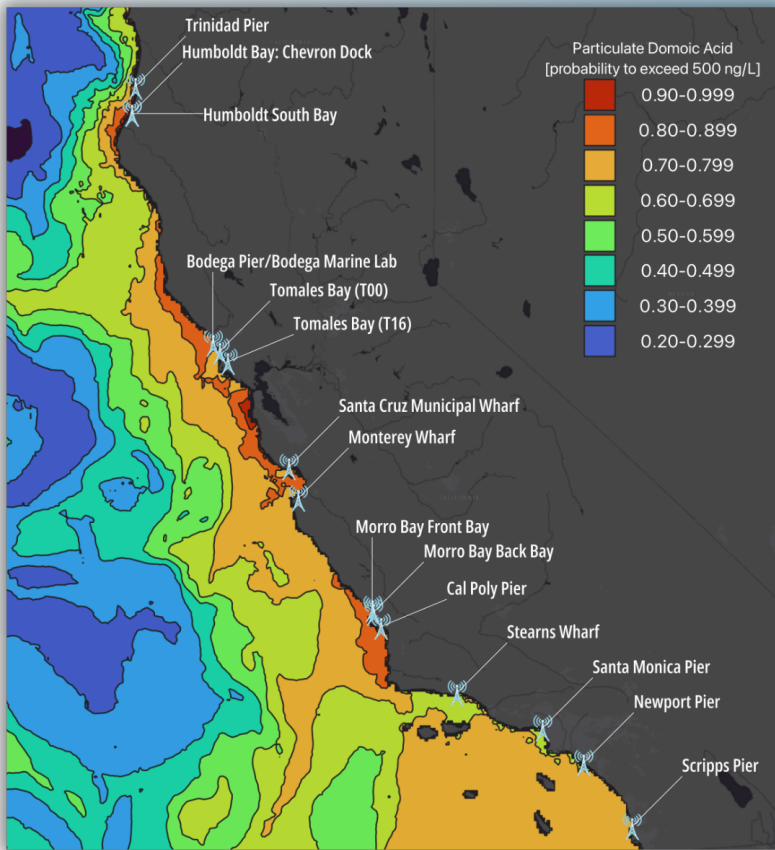 Trinidad Pier
Humboldt Bay: Chevron Dock
Humboldt South Bay
Particulate Domoic Acid
[probability to exceed 500 ng/L]
0.90-0.999
0.80-0.899
0.70-0.799
0.60-0.699
0.50-0.599
0.40-0.499
0.30-0.399
0.20-0.299
Bodega Pier/Bodega Marine Lab
Tomales Bay (T00)
Tomales Bay (T16)
Santa Cruz Municipal Wharf
Monterey Wharf
Morro Bay Front Bay
Morro Bay Back Bay
Cal Poly Pier
Stearns Wharf
Santa Monica Pier
Newport Pier
Scripps Pier